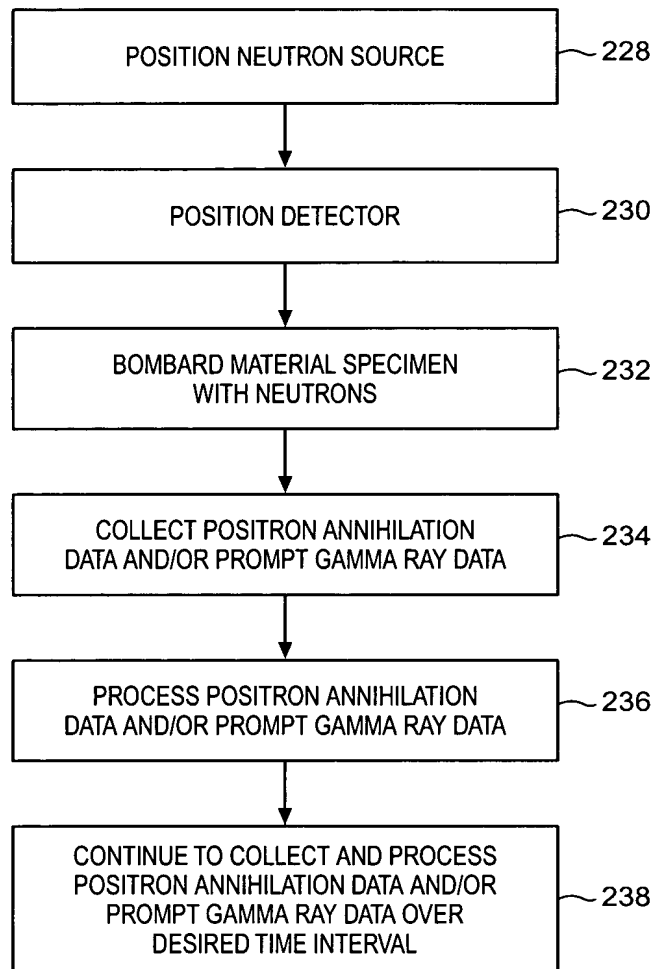 POSITION NEUTRON SOURCE
228
POSITION DETECTOR
230
BOMBARD MATERIAL SPECIMEN
WITH NEUTRONS
232
COLLECT POSITRON ANNIHILATION
DATA AND/OR PROMPT GAMMA RAY DATA
234
PROCESS POSITRON ANNIHILATION
DATA AND/OR PROMPT GAMMA RAY DATA
236
CONTINUE TO COLLECT AND PROCESS
POSITRON ANNIHILATION DATA AND/OR
PROMPT GAMMA RAY DATA OVER
DESIRED TIME INTERVAL
238